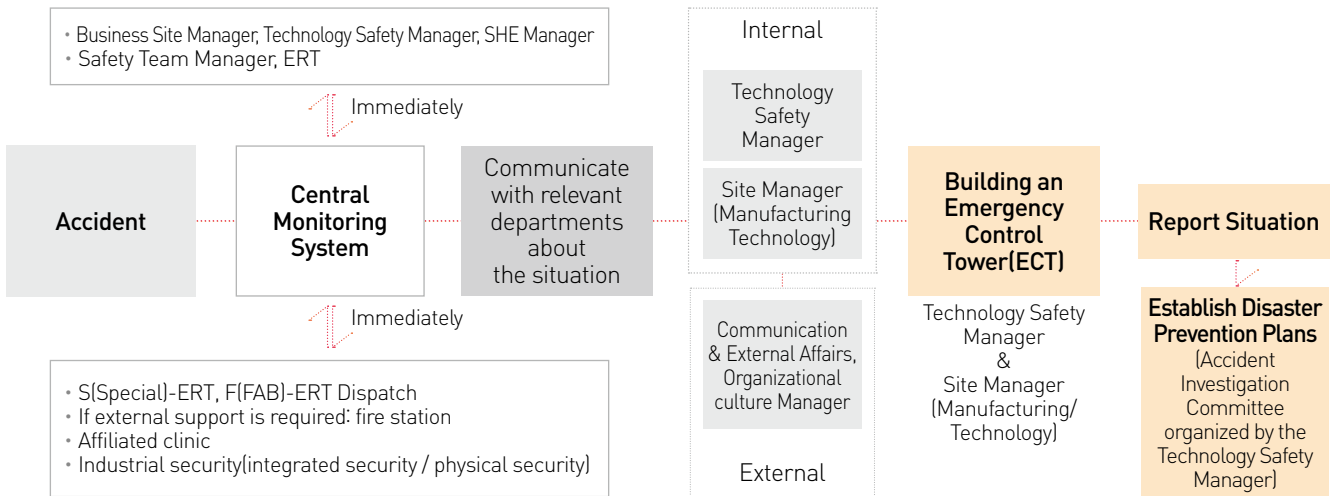 • Business Site Manager, Technology Safety Manager, SHE Manager
• Safety Team Manager, ERT
Immediately
Accident
Central
Monitoring
System
Immediately
• S(Special)-ERT, F(FAB)-ERT Dispatch
• If external support is required: fire station
• Affiliated clinic
• Industrial security(integrated security / physical security)
Communicate
with relevant
departments
about
the situation
Internal
Technology
Safety
Manager
Site Manager
(Manufacturing
Technology)
Communication
& External Affairs,
Organizational
culture Manager
External
Building an
Emergency
Control
Tower(ECT)
Technology Safety
Manager
&
Site Manager
(Manufacturing/
Technology)
Report Situation
Establish Disaster
Prevention Plans
(Accident
Investigation
Committee
organized by the
Technology Safety
Manager)